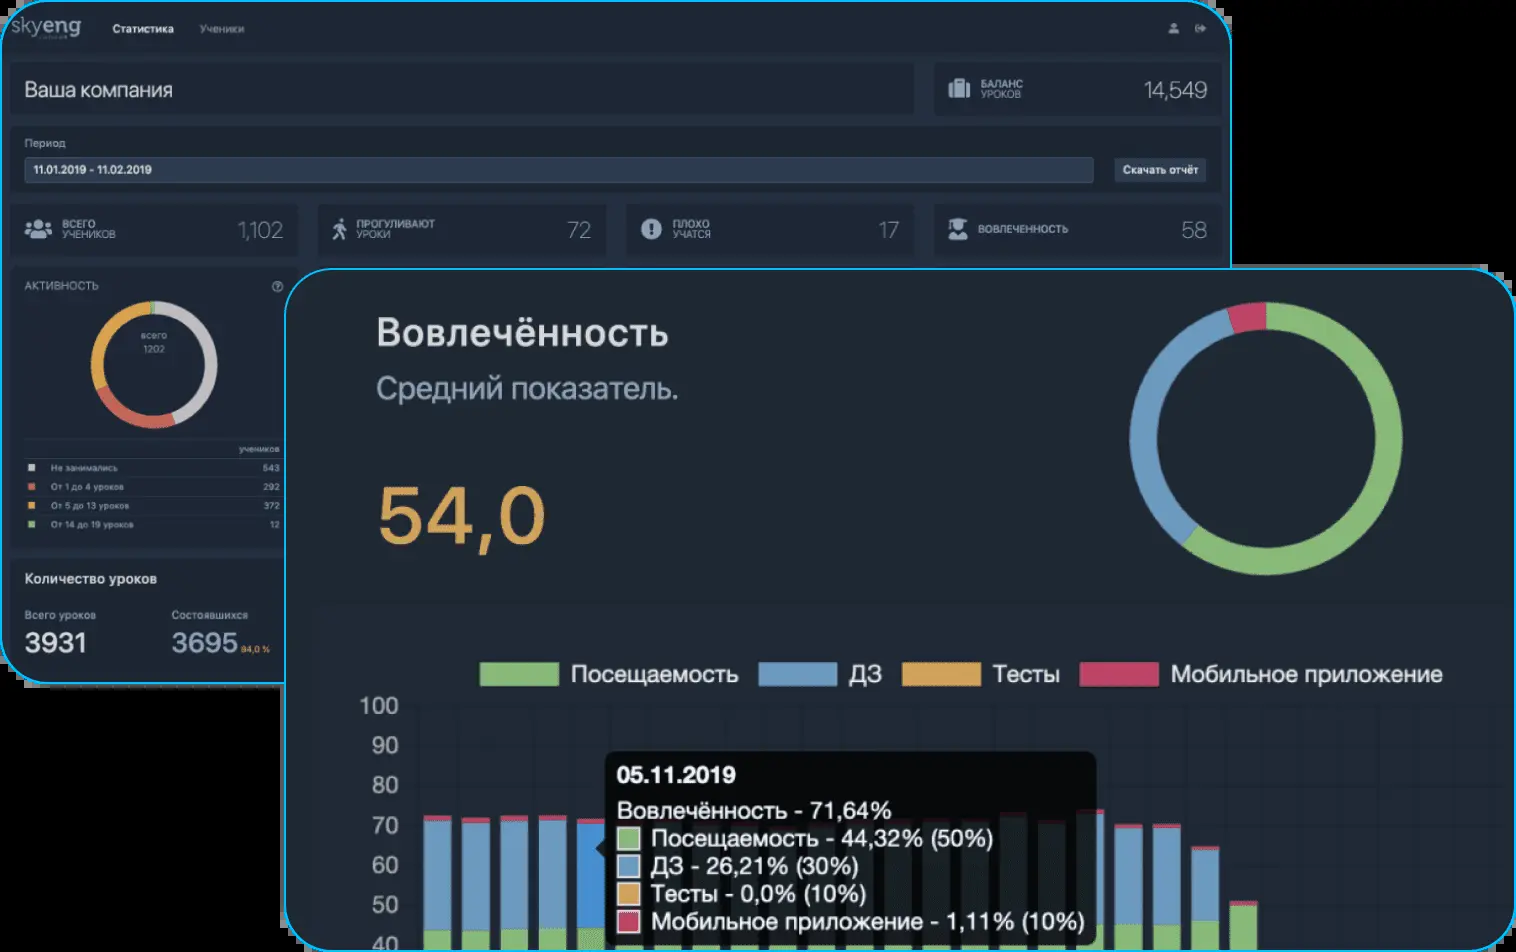 skyeng
Статистика
Ученики
Ваша компания
БАЛАНС
УРОКОВ
14,549
Период
11.01.2019 - 11.02.2019
Скачать отчёт
ВСЕГО
УЧЕНИКОВ
1,102
ПРОГУЛИВАЮТ
УРОКИ
72
ПЛОХО
УЧАТСЯ
17
ВОВЛЕЧЕННОСТЬ
58
АКТИВНОСТЬ
?
всего
1202
учеников
Не занимались 543
От 1 до 4 уроков 292
От 5 до 13 уроков 372
От 14 до 19 уроков 12
Количество уроков
Всего уроков
3931
Состоявшихся
3695 94,0 %
Вовлечённость
Средний показатель.
54,0
Посещаемость ДЗ Тесты Мобильное приложение
100
90
80
70
60
50
40
05.11.2019
Вовлечённость - 71,64%
Посещаемость - 44,32% (50%)
ДЗ - 26,21% (30%)
Тесты - 0,0% (10%)
Мобильное приложение - 1,11% (10%)